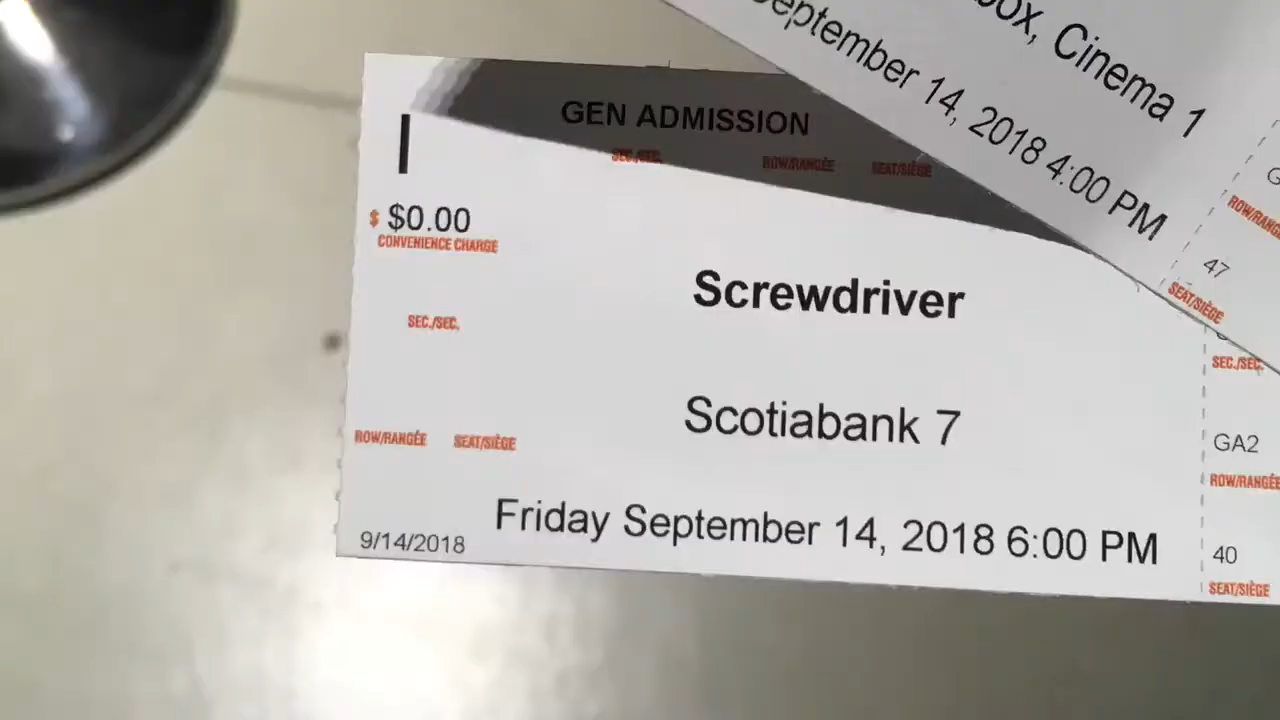 Cinema 1
September 14, 2018 4:00 PM
ROW/RANGÉE
47
SEAT/SIÈGE
GEN ADMISSION
SEC./SEC.
ROW/RANGÉE
SEAT/SIÈGE
$ $0.00
CONVENIENCE CHARGE
Screwdriver
SEC./SEC.
SEC./SEC.
Scotiabank 7
ROW/RANGÉE
SEAT/SIÈGE
GA2
ROW/RANGÉE
Friday September 14, 2018 6:00 PM
9/14/2018
40
SEAT/SIÈGE